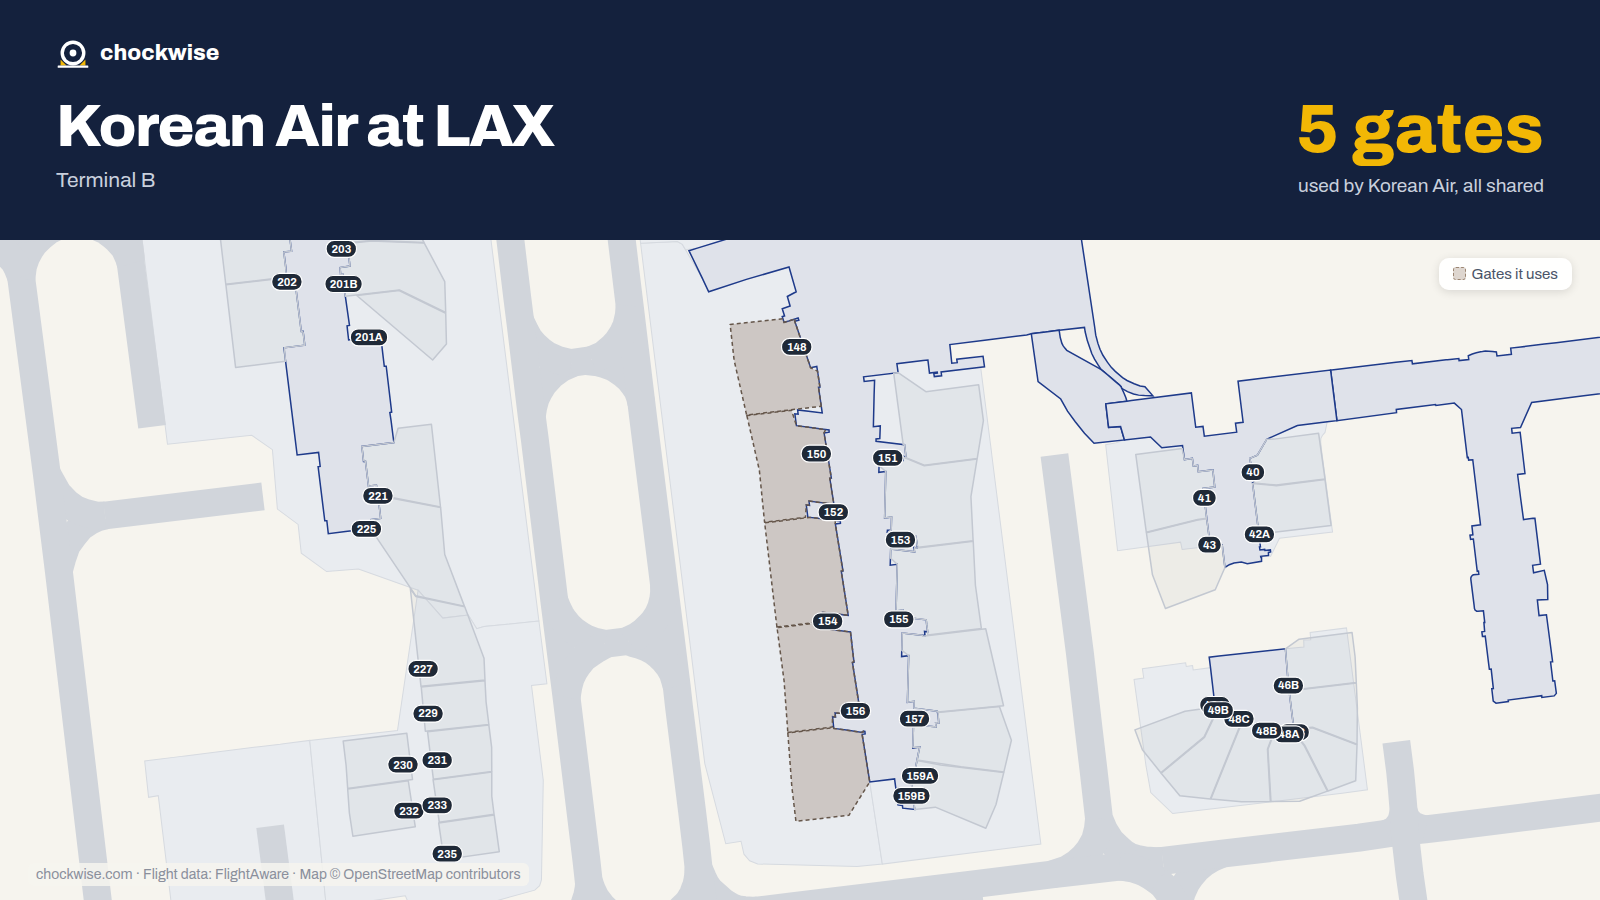 chockwise
Korean Air at LAX
Terminal B
5 gates
used by Korean Air, all shared
Gates it uses
203
202
201B
201A
148
150
151
152
153
154
155
156
157
159A
159B
221
225
227
229
230
231
232
233
235
40
41
42A
43
46B
49B
48C
48B
48A
chockwise.com · Flight data: FlightAware · Map © OpenStreetMap contributors